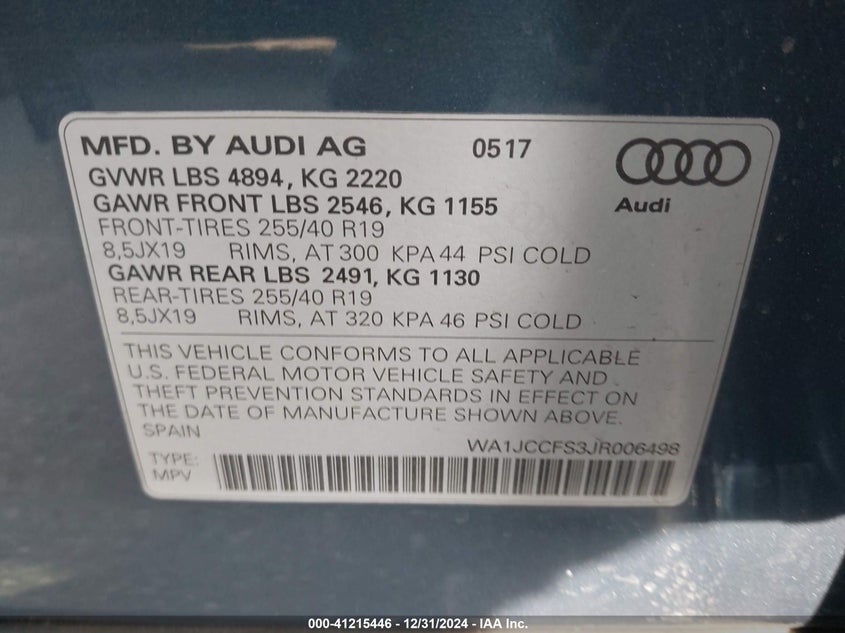 MFD. BY AUDI AG 0517
GVWR LBS 4894, KG 2220
GAWR FRONT LBS 2546, KG 1155
Audi
FRONT-TIRES 255/40 R19
8,5JX19 RIMS, AT 300 KPA 44 PSI COLD
GAWR REAR LBS 2491, KG 1130
REAR-TIRES 255/40 R19
8,5JX19 RIMS, AT 320 KPA 46 PSI COLD
THIS VEHICLE CONFORMS TO ALL APPLICABLE
U.S. FEDERAL MOTOR VEHICLE SAFETY AND
THEFT PREVENTION STANDARDS IN EFFECT ON
THE DATE OF MANUFACTURE SHOWN ABOVE.
SPAIN
WA1JCCFS3JR006498
TYPE:
MPV
000-41215446 - 12/31/2024 - IAA Inc.